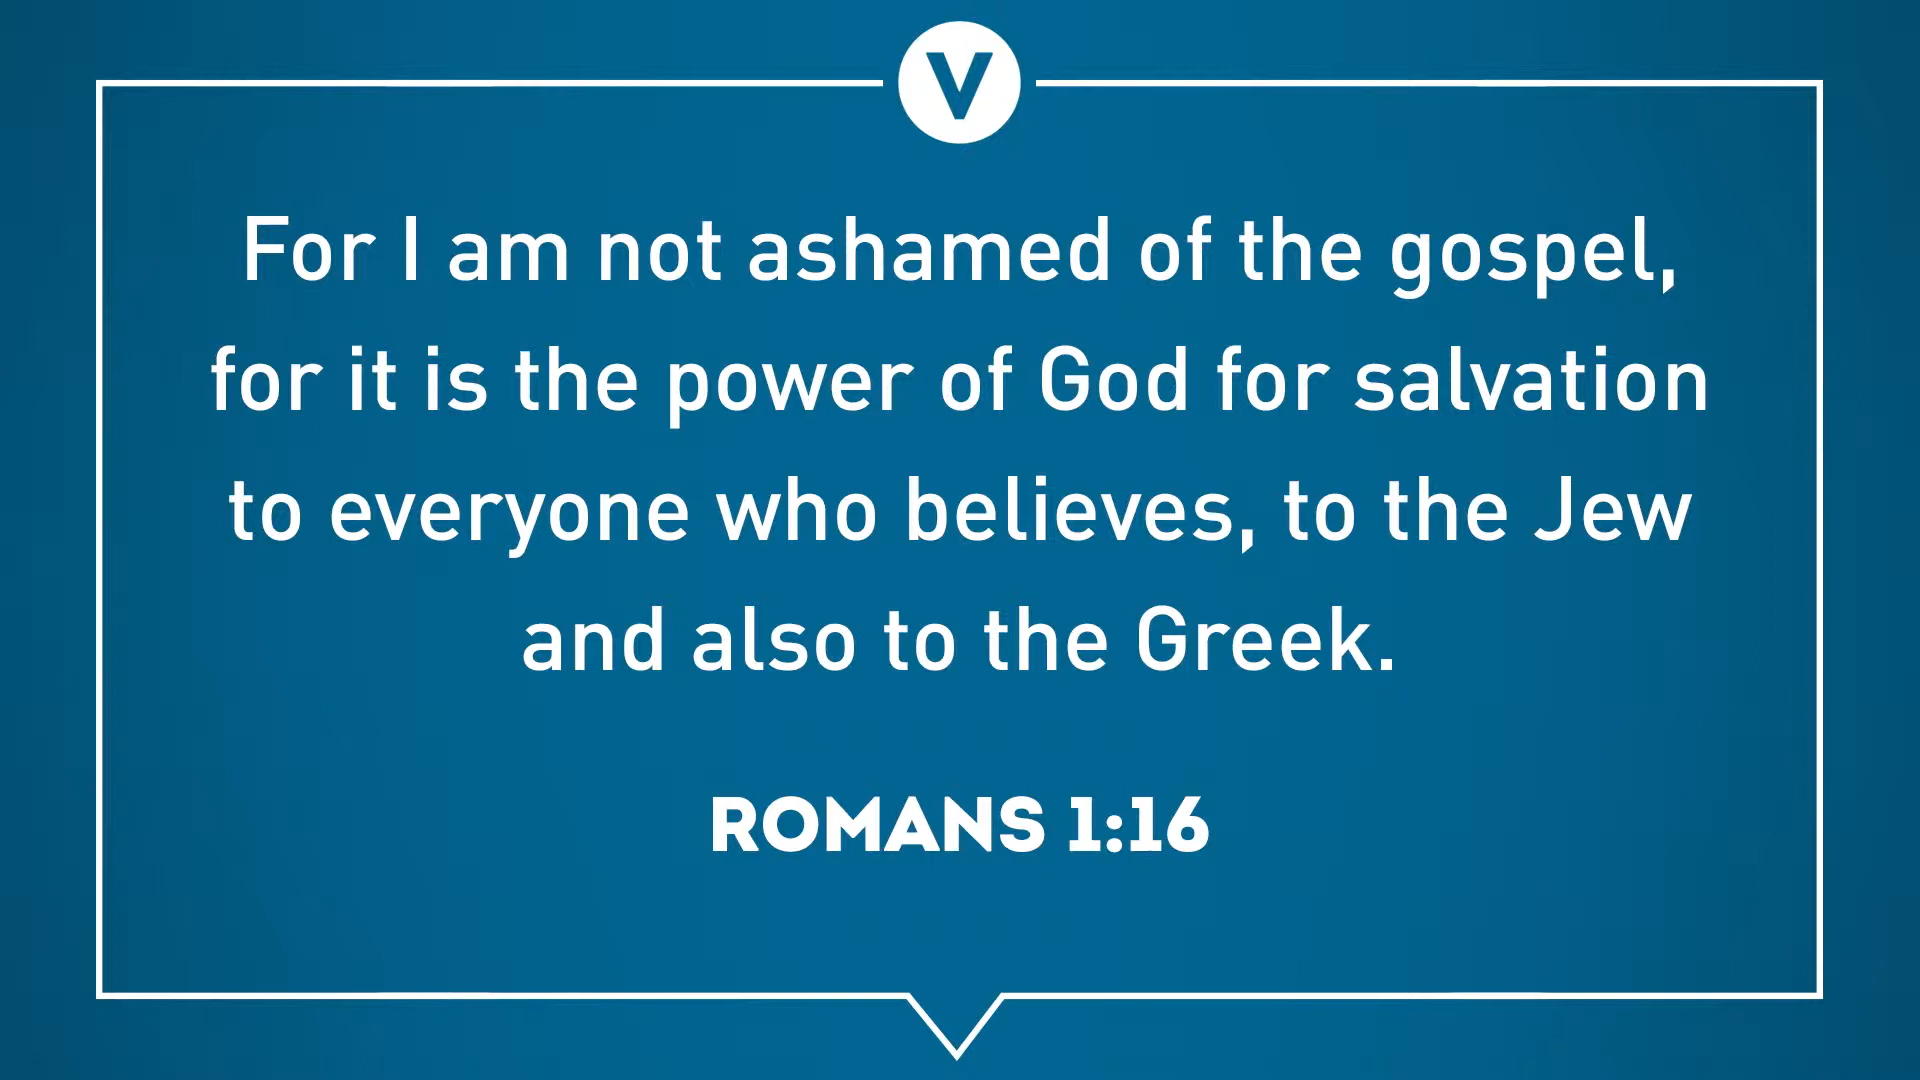 V
For I am not ashamed of the gospel,
for it is the power of God for salvation
to everyone who believes, to the Jew
and also to the Greek.
ROMANS 1:16